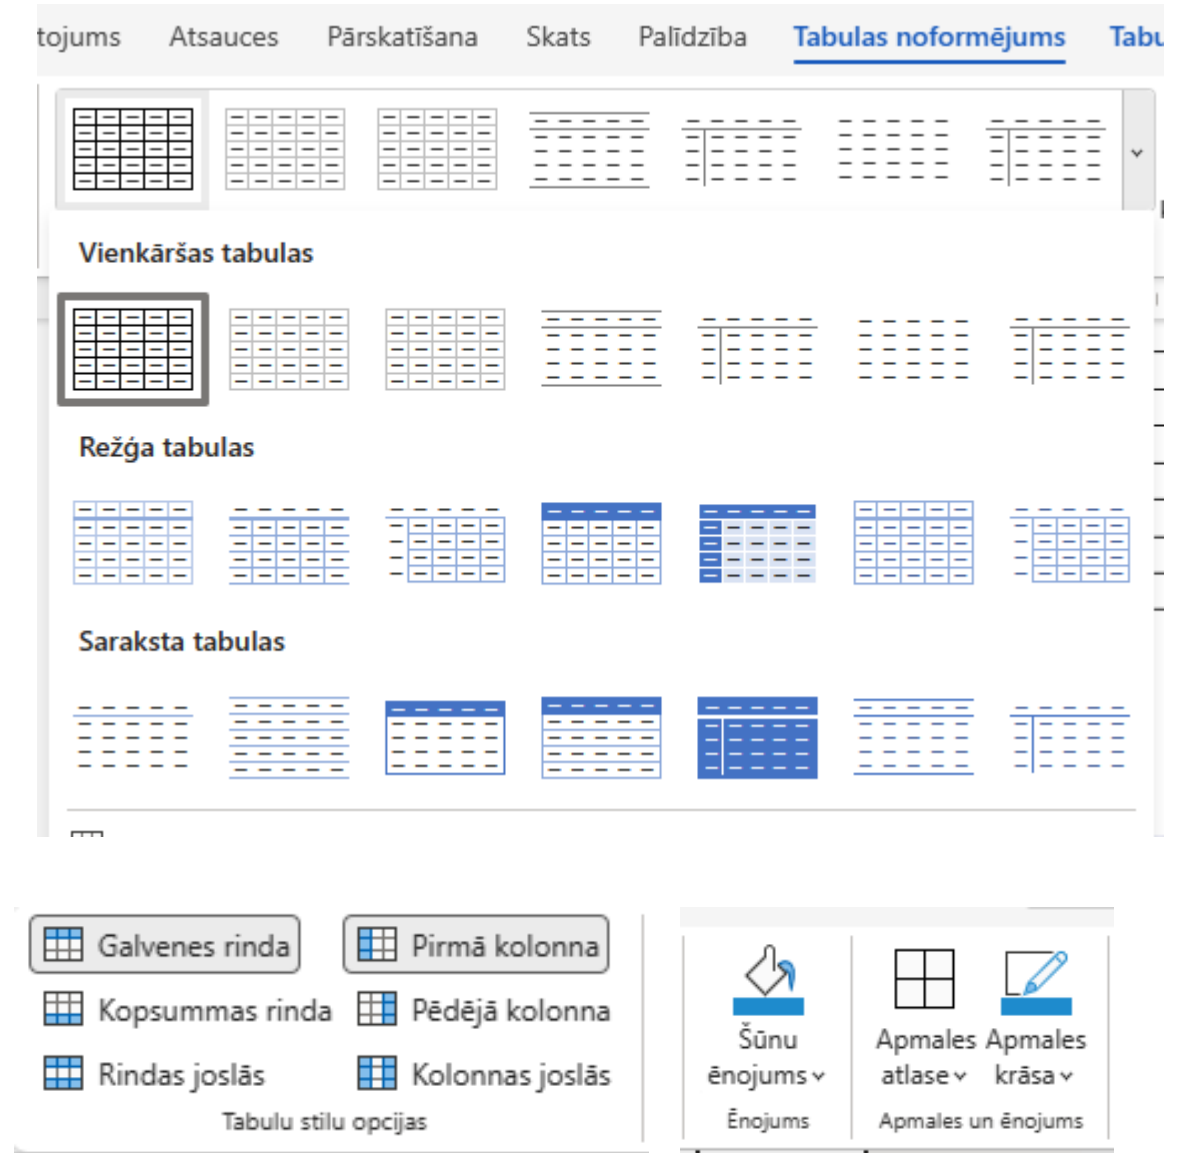 tojums Atsauces Pārskatīšana Skats Palīdzība Tabulas noformējums Tabu
Vienkāršas tabulas
Režģa tabulas
Saraksta tabulas
Galvenes rinda Pirmā kolonna
Kopsummas rinda Pēdējā kolonna
Rindas joslās Kolonnas joslās
Tabulu stilu opcijas
Šūnu
ēnojums
Ēnojums
Apmales Apmales
atlase krāsa
Apmales un ēnojums